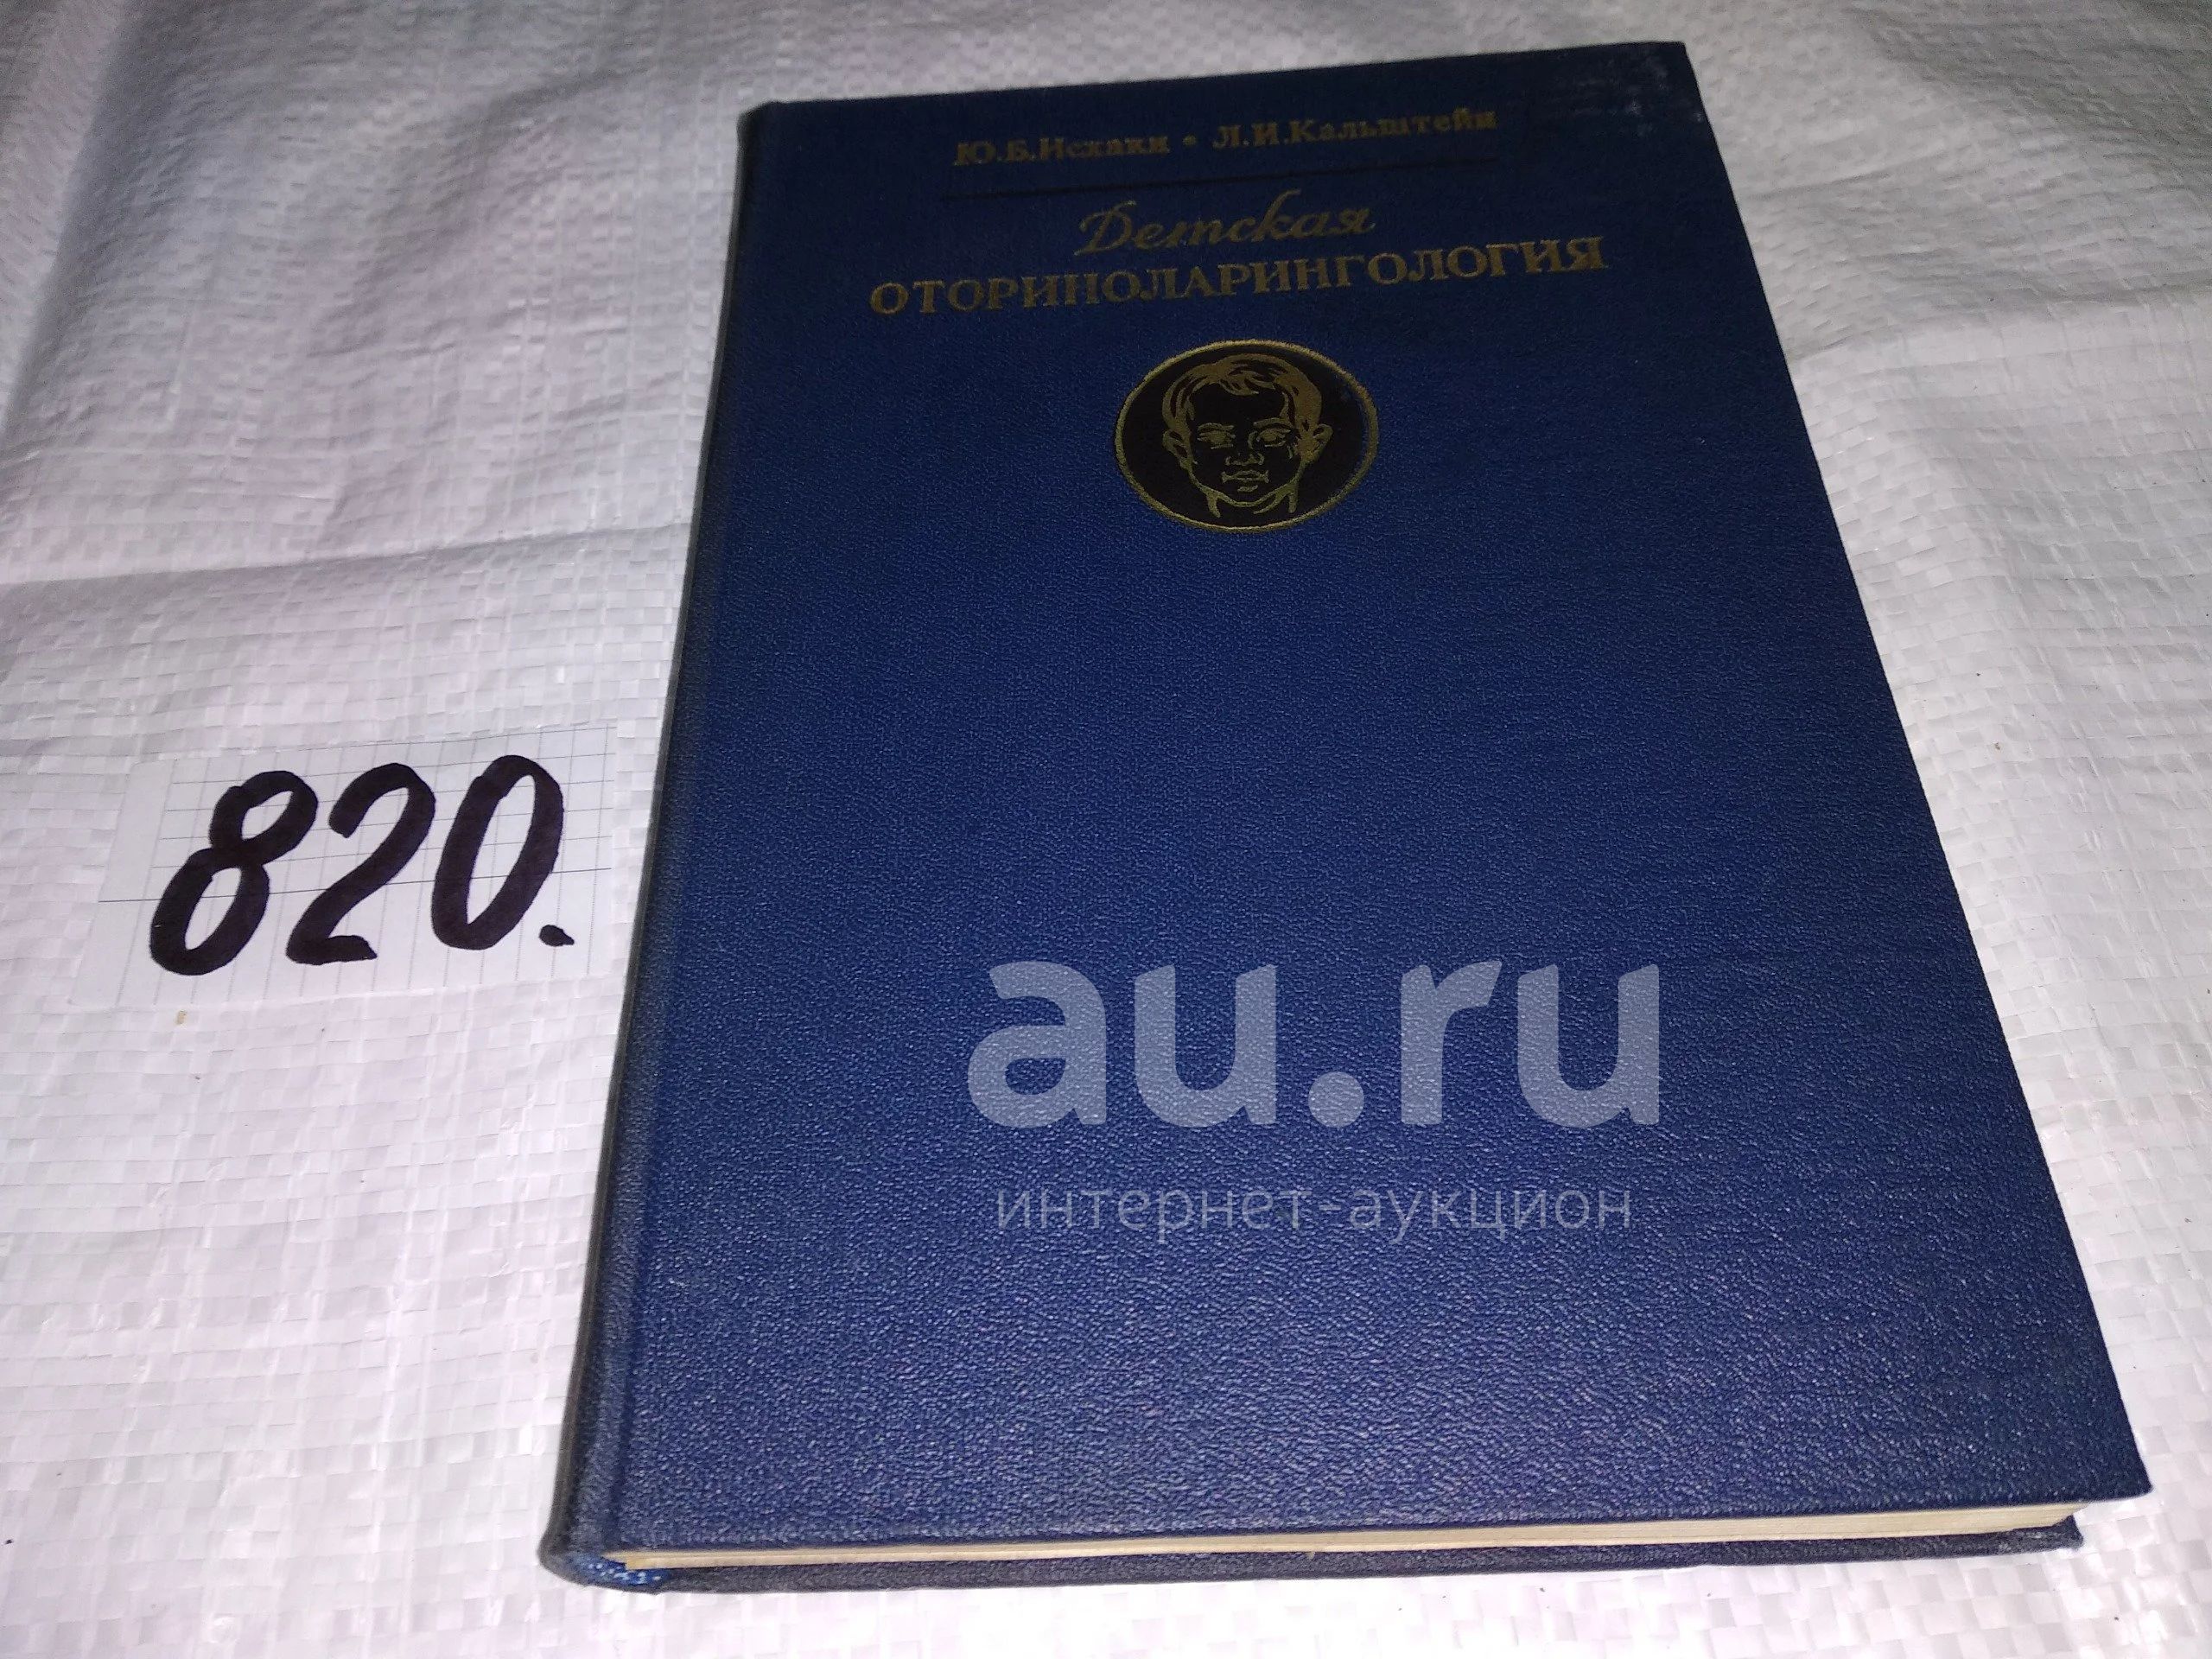 Ю.Б.Исхаки • Л.И.Кальштейн
Детская
ОТОРИНОЛАРИНГОЛОГИЯ
820.
au.ru
интернет-аукцион